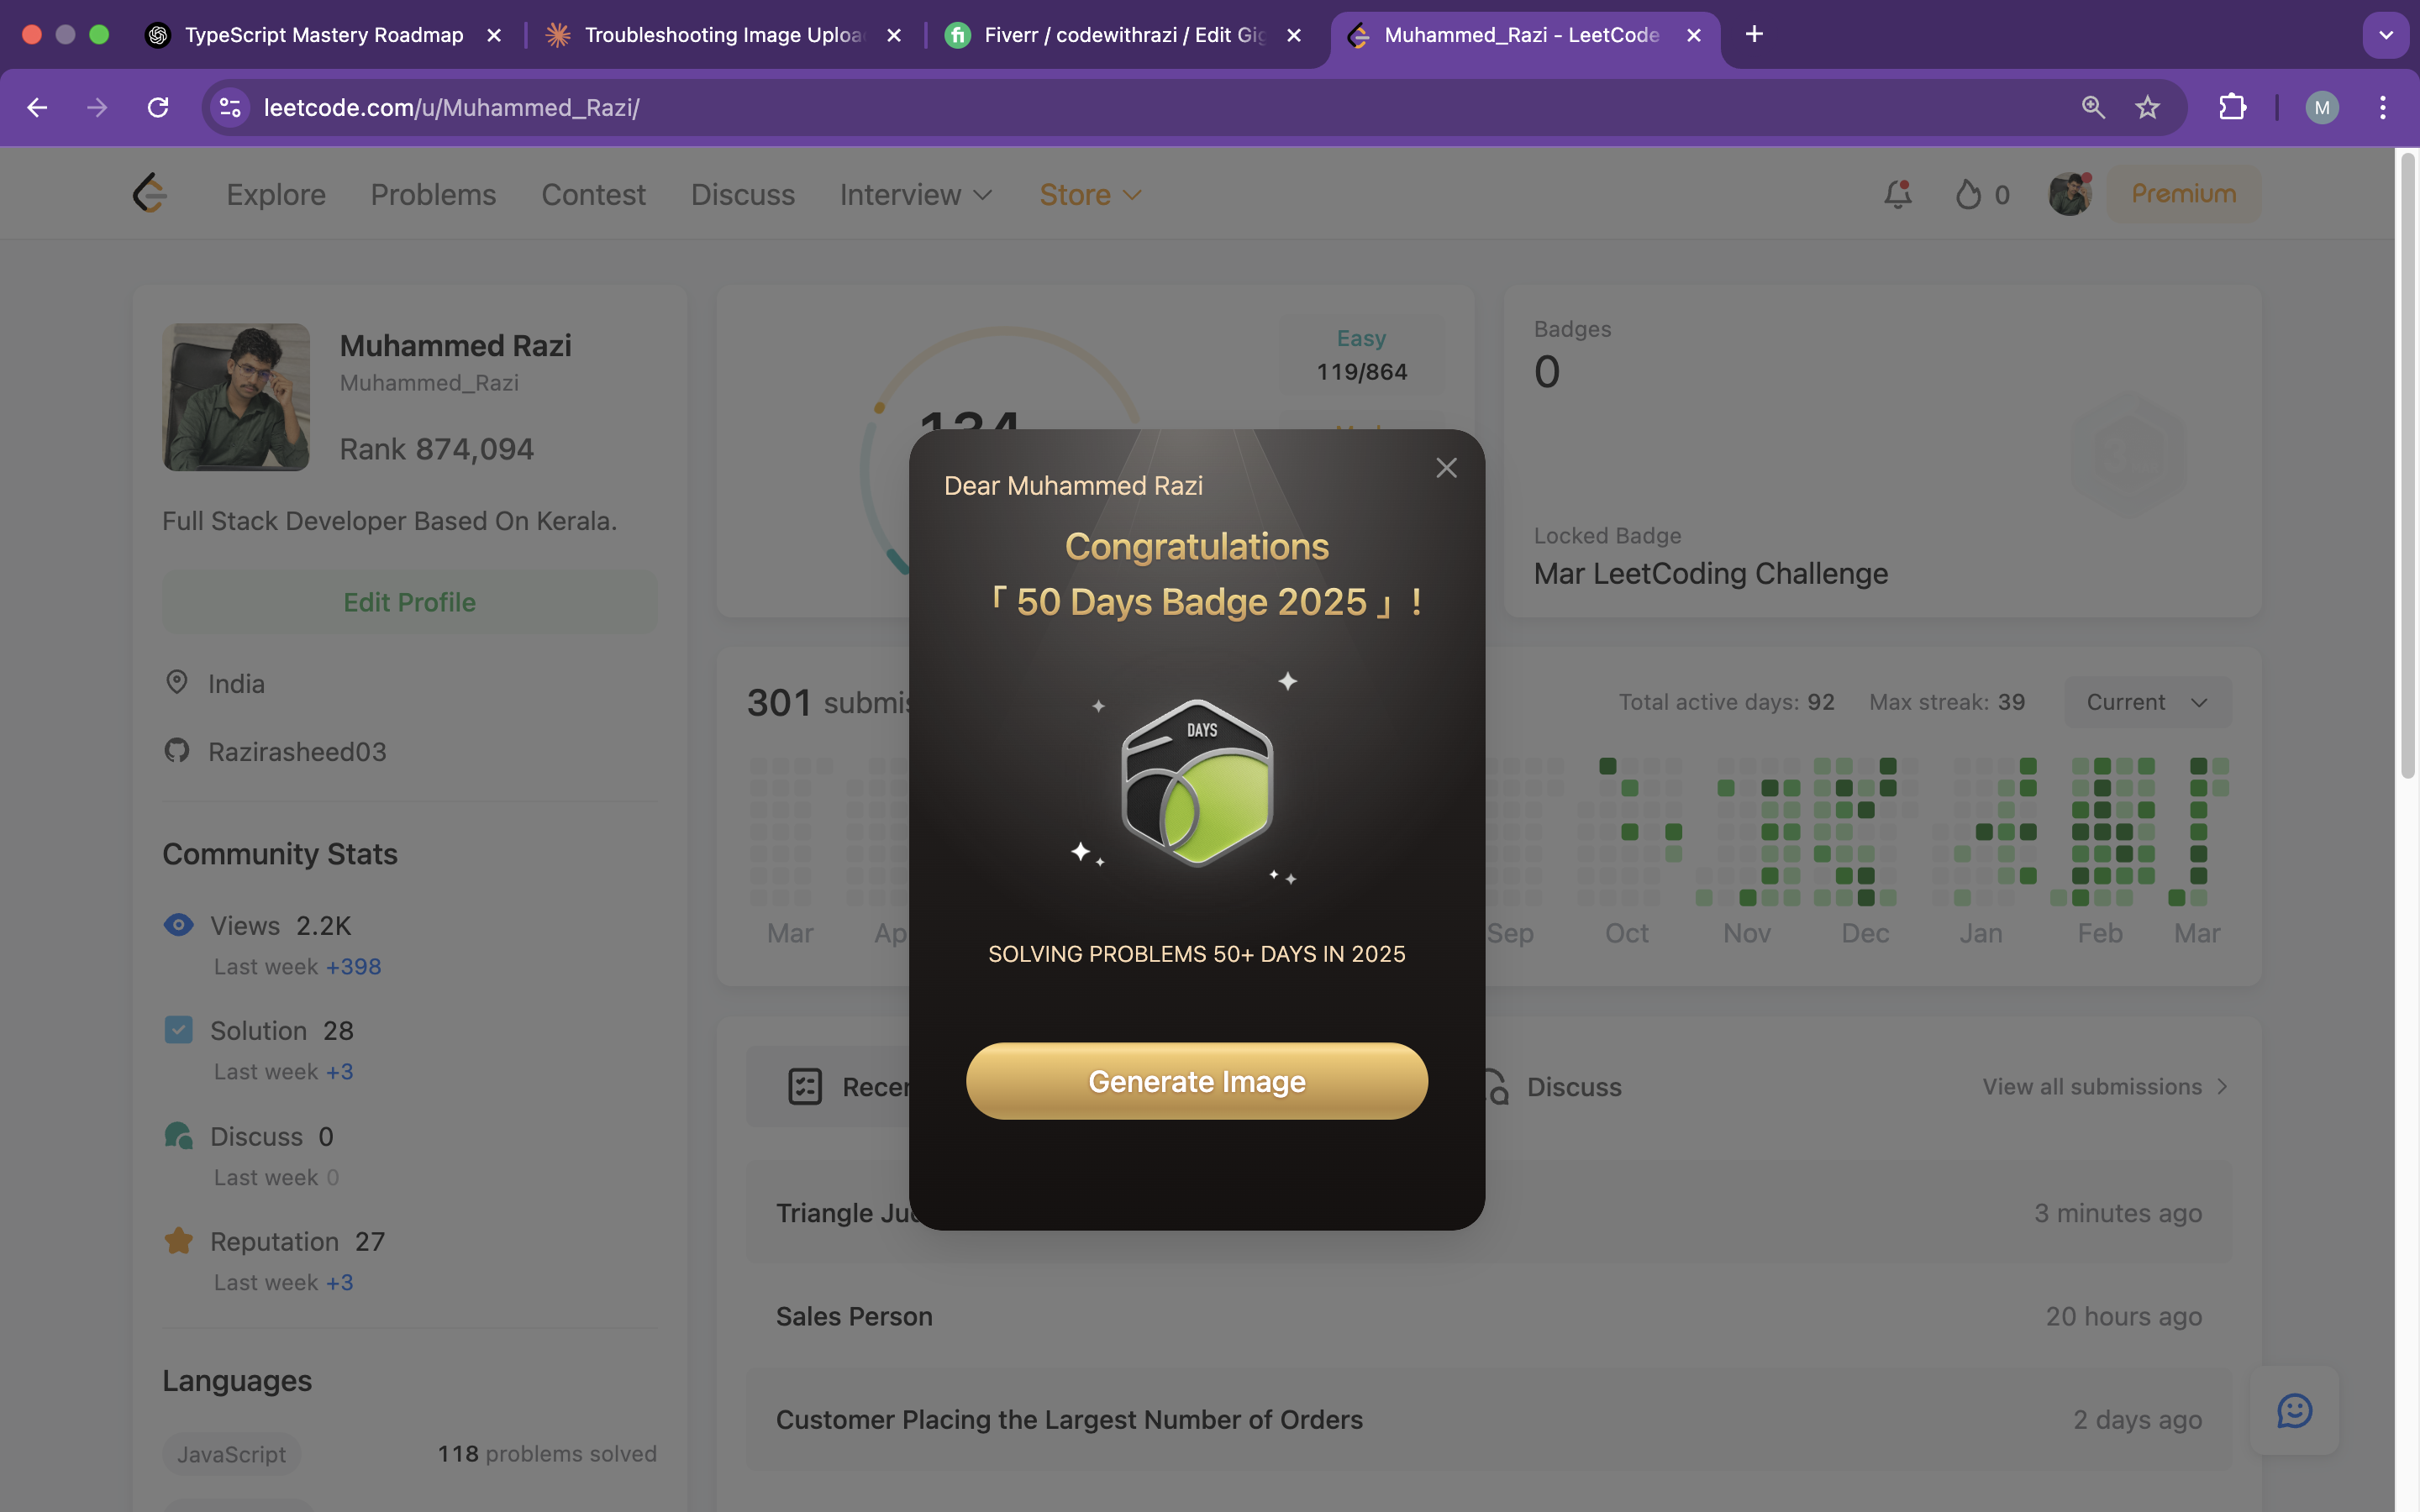 TypeScript Mastery Roadmap
Troubleshooting Image Uploa
Fiverr / codewithrazi / Edit Gig
Muhammed_Razi - LeetCode
leetcode.com/u/Muhammed_Razi/
M
Explore Problems Contest Discuss Interview Store
0
Premium
Muhammed Razi
Muhammed_Razi
Rank 874,094
Full Stack Developer Based On Kerala.
Edit Profile
India
Razirasheed03
Community Stats
Views 2.2K
Last week +398
Solution 28
Last week +3
Discuss 0
Last week 0
Reputation 27
Last week +3
Languages
JavaScript 118 problems solved
134
Easy
119/864
Badges
0
Locked Badge
Mar LeetCoding Challenge
Dear Muhammed Razi
Congratulations
「 50 Days Badge 2025 」 !
DAYS
SOLVING PROBLEMS 50+ DAYS IN 2025
Generate Image
301 submis
Total active days: 92 Max streak: 39 Current
Mar Ap Sep Oct Nov Dec Jan Feb Mar
Recen Discuss View all submissions
Triangle Ju 3 minutes ago
Sales Person 20 hours ago
Customer Placing the Largest Number of Orders 2 days ago